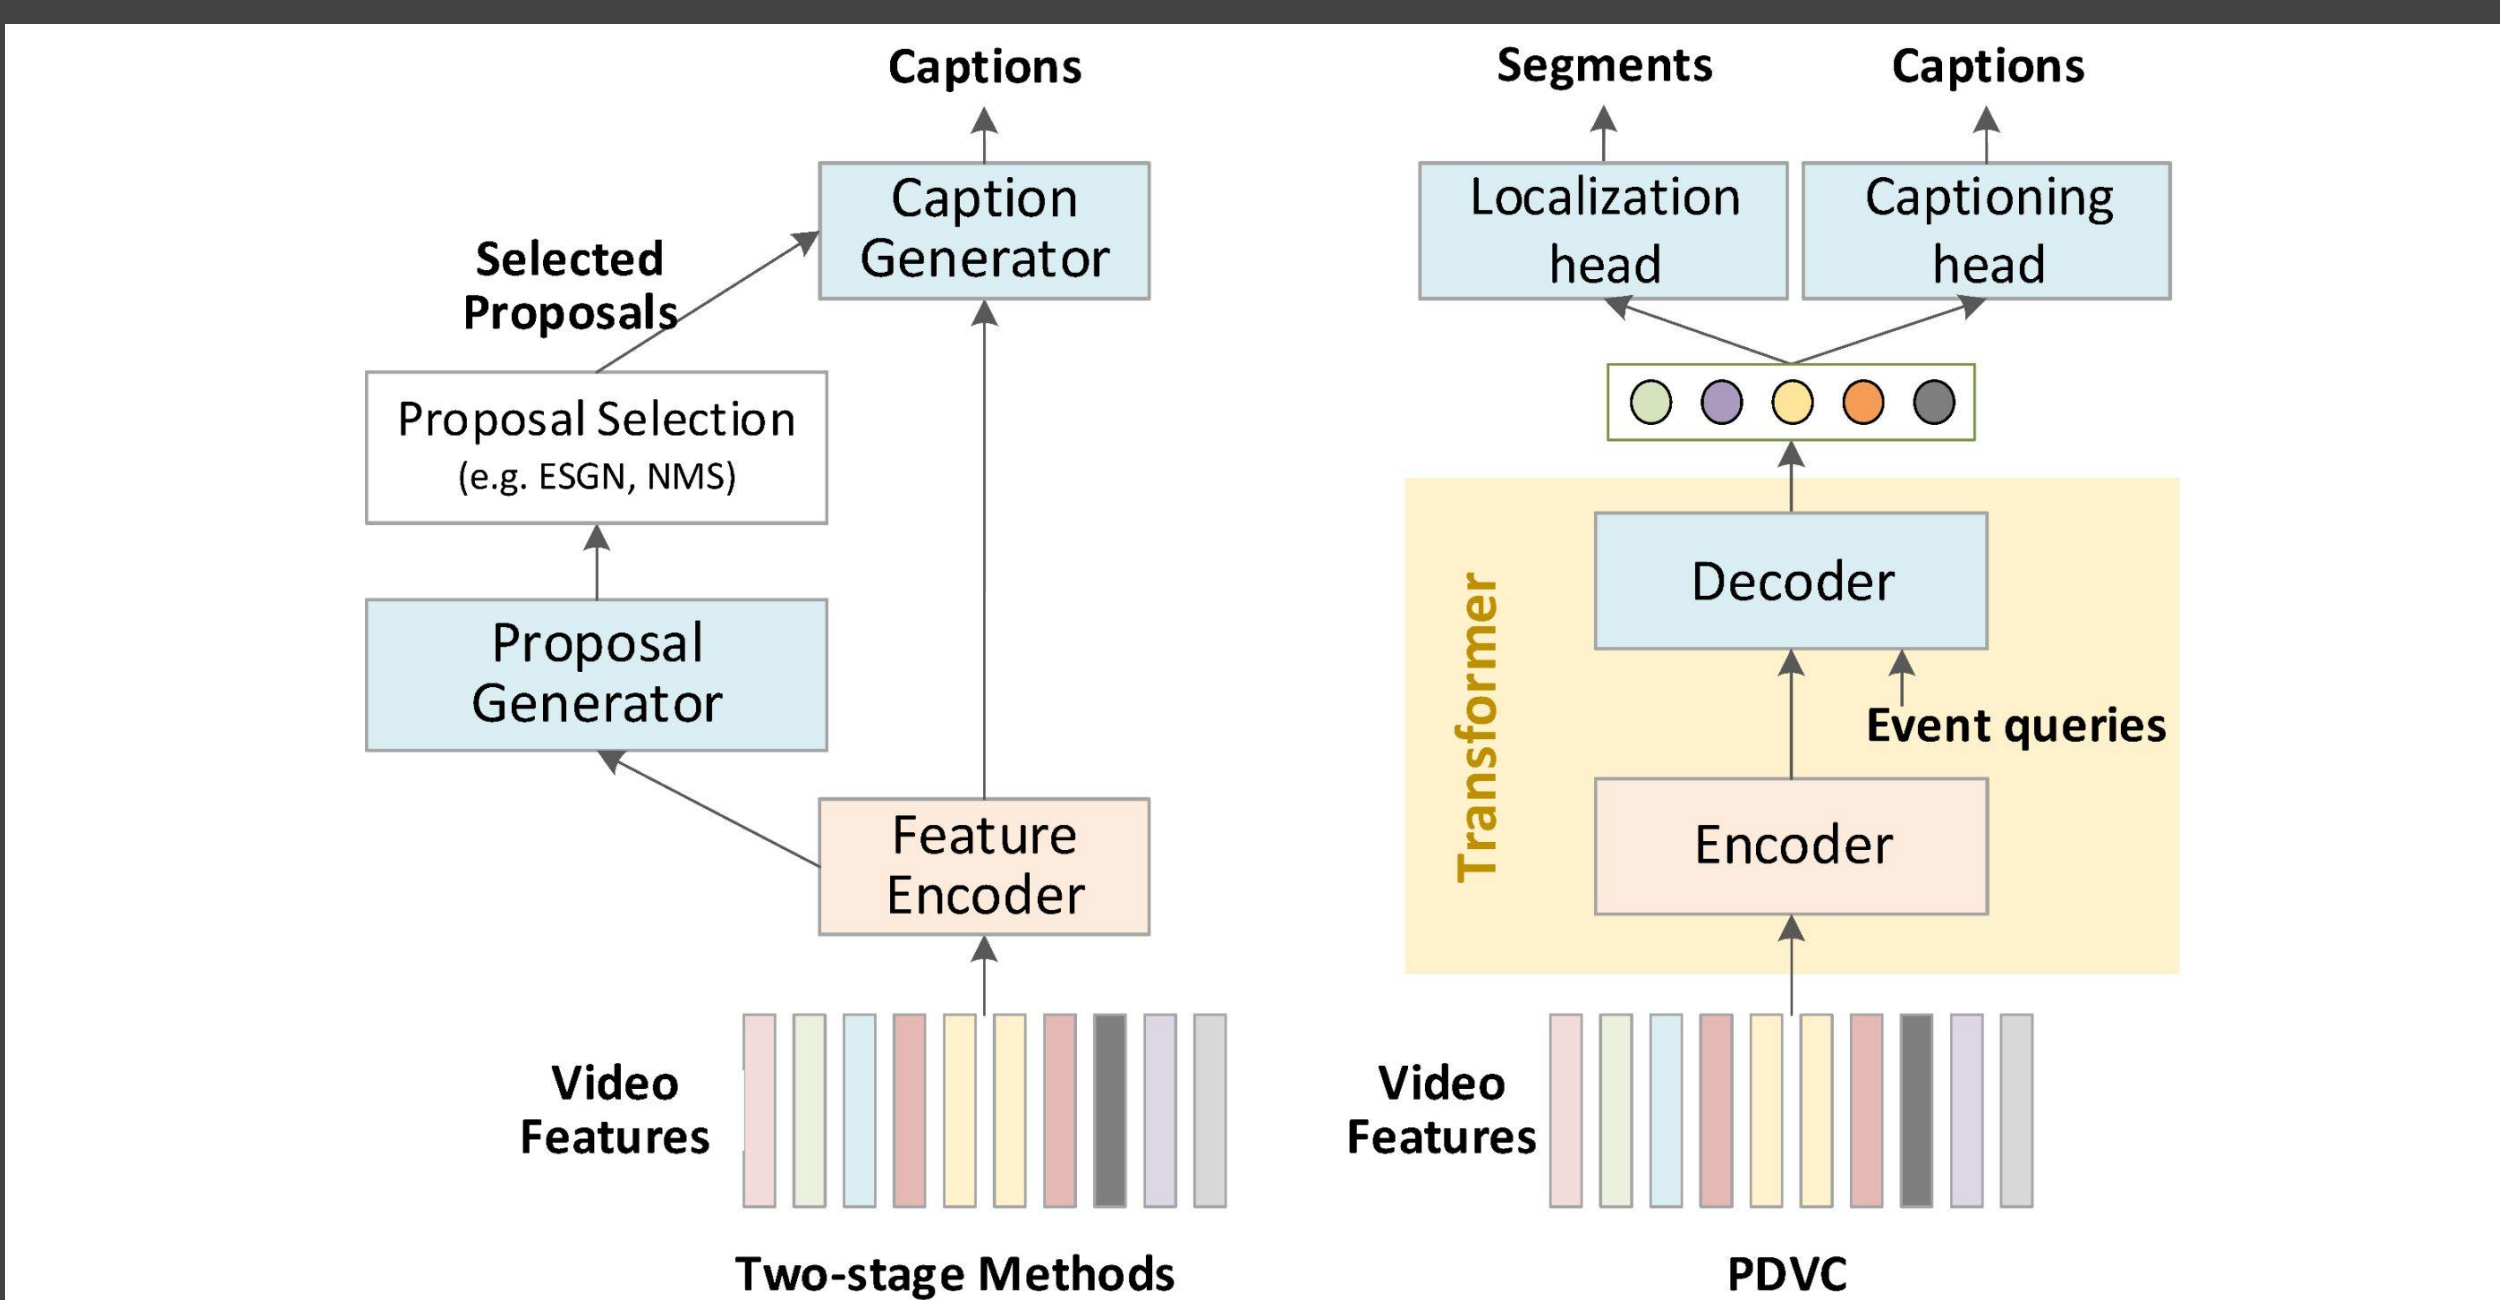 Captions
Caption
Generator
Selected
Proposals
Proposal Selection
(e.g. ESGN, NMS)
Proposal
Generator
Feature
Encoder
Video
Features
Two-stage Methods
Segments
Captions
Localization
head
Captioning
head
Transformer
Decoder
Event queries
Encoder
Video
Features
PDVC